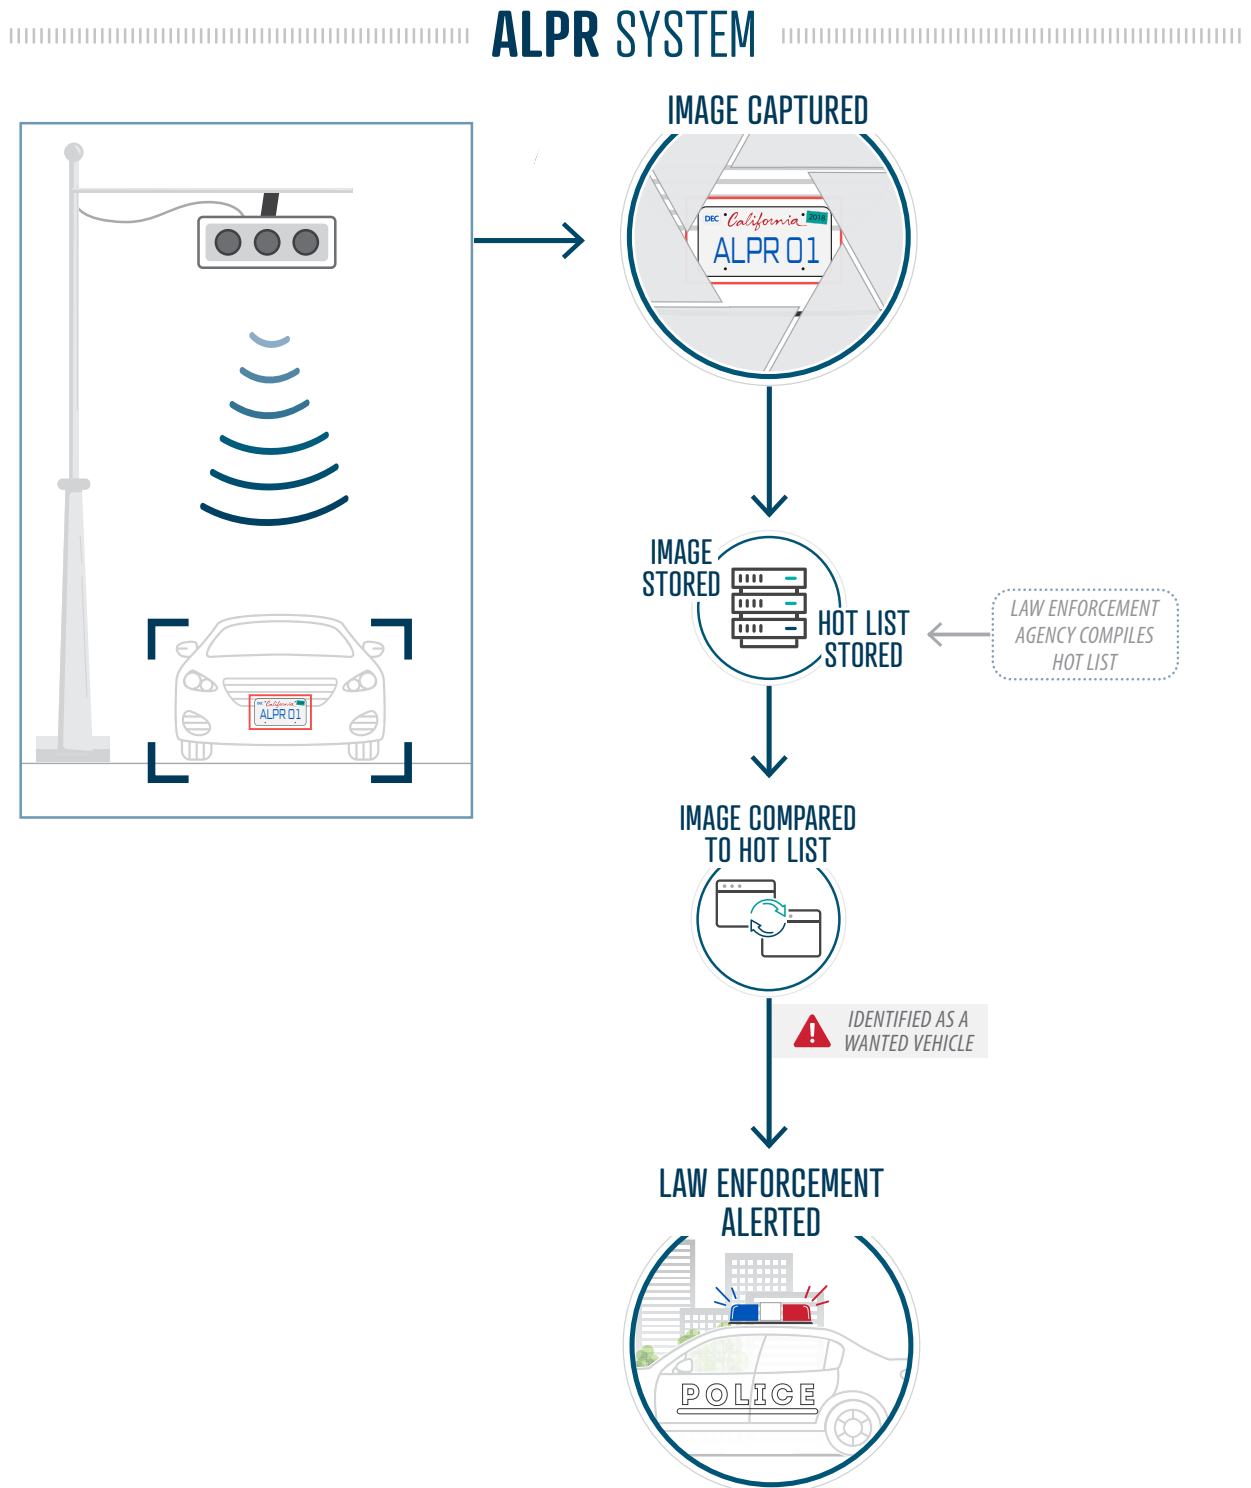 ALPR SYSTEM
IMAGE CAPTURED
DEC California 2018
ALPR 01
IMAGE
STORED
HOT LIST
STORED
LAW ENFORCEMENT
AGENCY COMPILES
HOT LIST
California
ALPR 01
IMAGE COMPARED
TO HOT LIST
IDENTIFIED AS A
WANTED VEHICLE
LAW ENFORCEMENT
ALERTED
POLICE